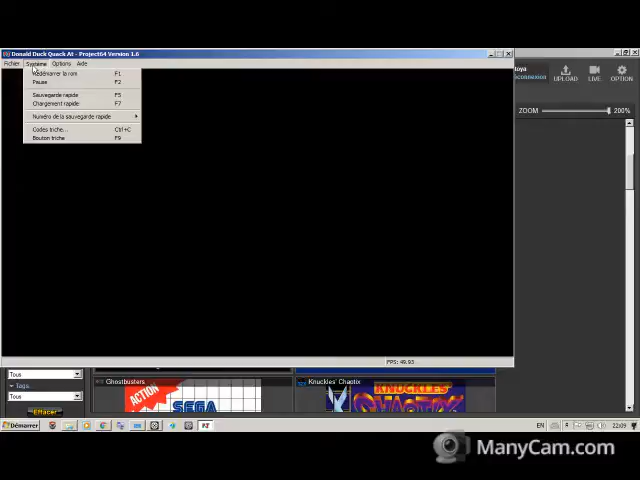 Donald Duck Quack At - Project64 Version 1.6
Fichier Système Options Aide
Redémarrer la rom F1
Pause F2
Sauvegarde rapide F5
Chargement rapide F7
Numéro de la sauvegarde rapide
Codes triche... Ctrl+C
Bouton triche F9
UPLOAD LIVE OPTION
ZOOM 200%
FPS: 49.93
Tous
Tags...
Tous
Effacer
Ghostbusters
Knuckles' Chaotix
ACTION
SEGA
KNUCKLES'
CHAOTIX
Démarrer
EN
22:09
ManyCam.com